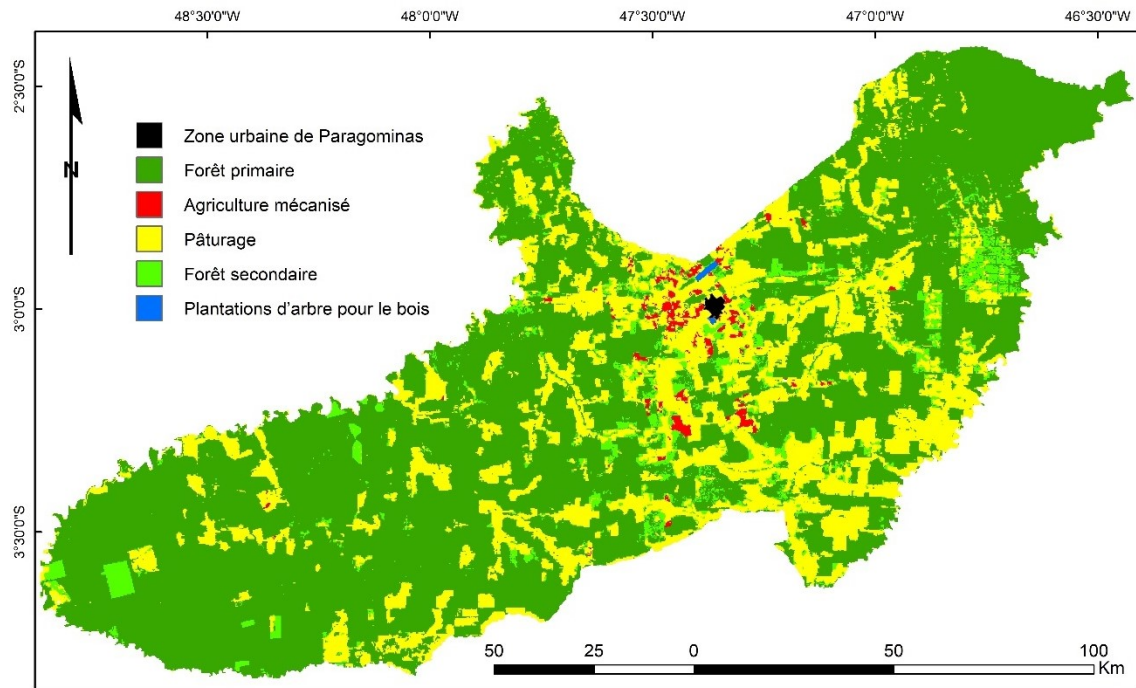 48°30'0"W 48°0'0"W 47°30'0"W 47°0'0"W 46°30'0"W
2°30'0"S
3°0'0"S
3°30'0"S
N
Zone urbaine de Paragominas
Forêt primaire
Agriculture mécanisé
Pâturage
Forêt secondaire
Plantations d'arbre pour le bois
50 25 0 50 100
Km